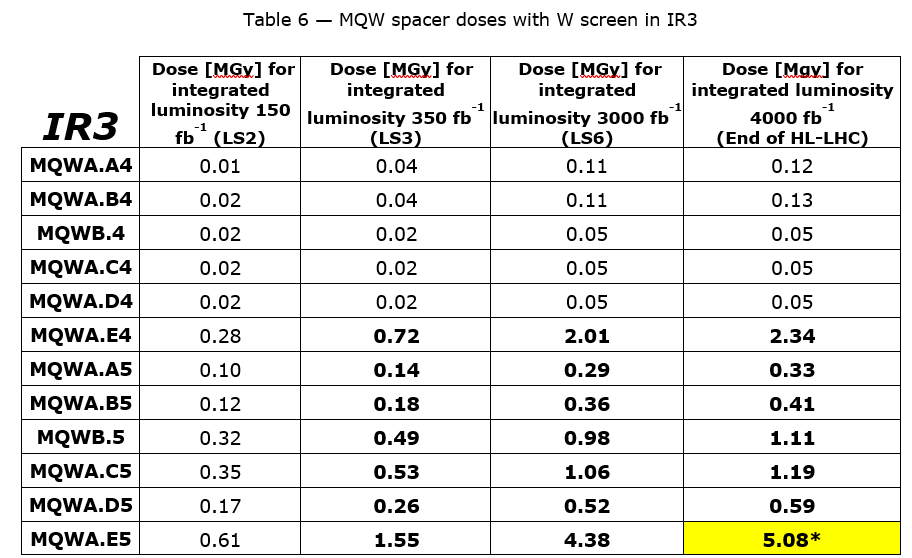 Table 6 — MQW spacer doses with W screen in IR3
IR3
Dose [MGy] for
integrated
luminosity 150
fb-1 (LS2)
Dose [MGy] for
integrated
luminosity 350 fb-1
(LS3)
Dose [MGy] for
integrated
luminosity 3000 fb-1
(LS6)
Dose [Mgy] for
integrated luminosity
4000 fb-1
(End of HL-LHC)
MQWA.A4 0.01 0.04 0.11 0.12
MQWA.B4 0.02 0.04 0.11 0.13
MQWB.4 0.02 0.02 0.05 0.05
MQWA.C4 0.02 0.02 0.05 0.05
MQWA.D4 0.02 0.02 0.05 0.05
MQWA.E4 0.28 0.72 2.01 2.34
MQWA.A5 0.10 0.14 0.29 0.33
MQWA.B5 0.12 0.18 0.36 0.41
MQWB.5 0.32 0.49 0.98 1.11
MQWA.C5 0.35 0.53 1.06 1.19
MQWA.D5 0.17 0.26 0.52 0.59
MQWA.E5 0.61 1.55 4.38 5.08*